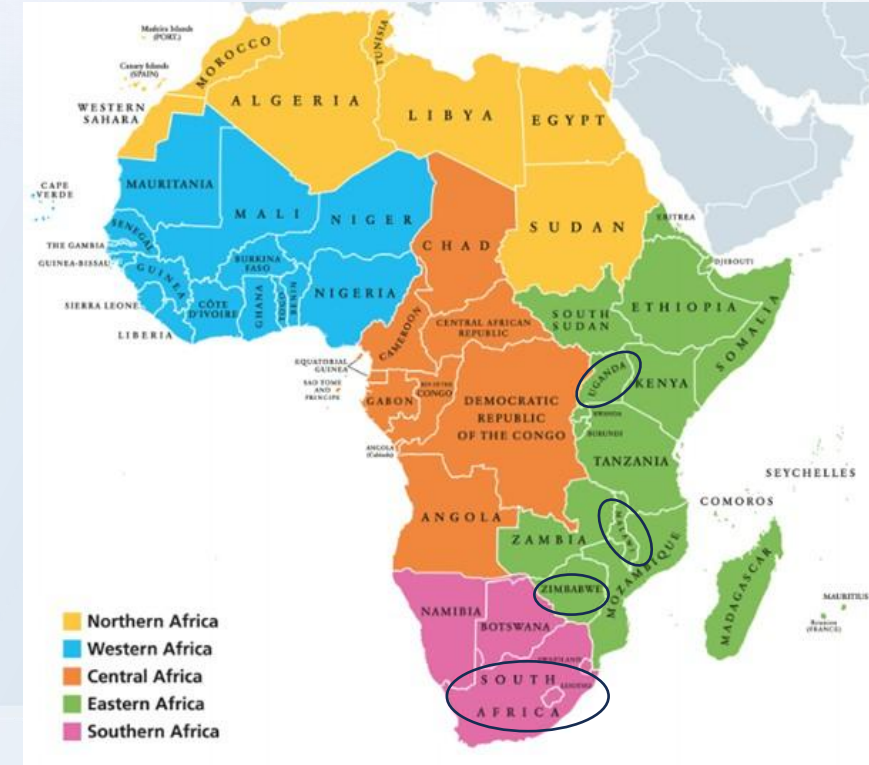 Madeira Islands
(PORT.)
Canary Islands
(SPAIN)
MOROCCO
TUNISIA
ALGERIA
LIBYA
EGYPT
WESTERN
SAHARA
CAPE
VERDE
MAURITANIA
MALI
NIGER
CHAD
SUDAN
ERITREA
SENEGAL
THE GAMBIA
GUINEA-BISSAU
GUINEA
BURKINA
FASO
DJIBOUTI
SIERRA LEONE
CÔTE
D'IVOIRE
GHANA
TOGO
BENIN
NIGERIA
LIBERIA
CAMEROON
CENTRAL AFRICAN
REPUBLIC
SOUTH
SUDAN
ETHIOPIA
SOMALIA
EQUATORIAL
GUINEA
SAO TOME
AND
PRINCIPE
GABON
REP. OF THE
CONGO
DEMOCRATIC
REPUBLIC
OF THE CONGO
UGANDA
KENYA
RWANDA
BURUNDI
TANZANIA
ANGOLA
(Cabinda)
SEYCHELLES
COMOROS
ANGOLA
ZAMBIA
MALAWI
MOZAMBIQUE
ZIMBABWE
MADAGASCAR
MAURITIUS
Réunion
(FRANCE)
NAMIBIA
BOTSWANA
SWAZILAND
SOUTH
AFRICA
LESOTHO
Northern Africa
Western Africa
Central Africa
Eastern Africa
Southern Africa